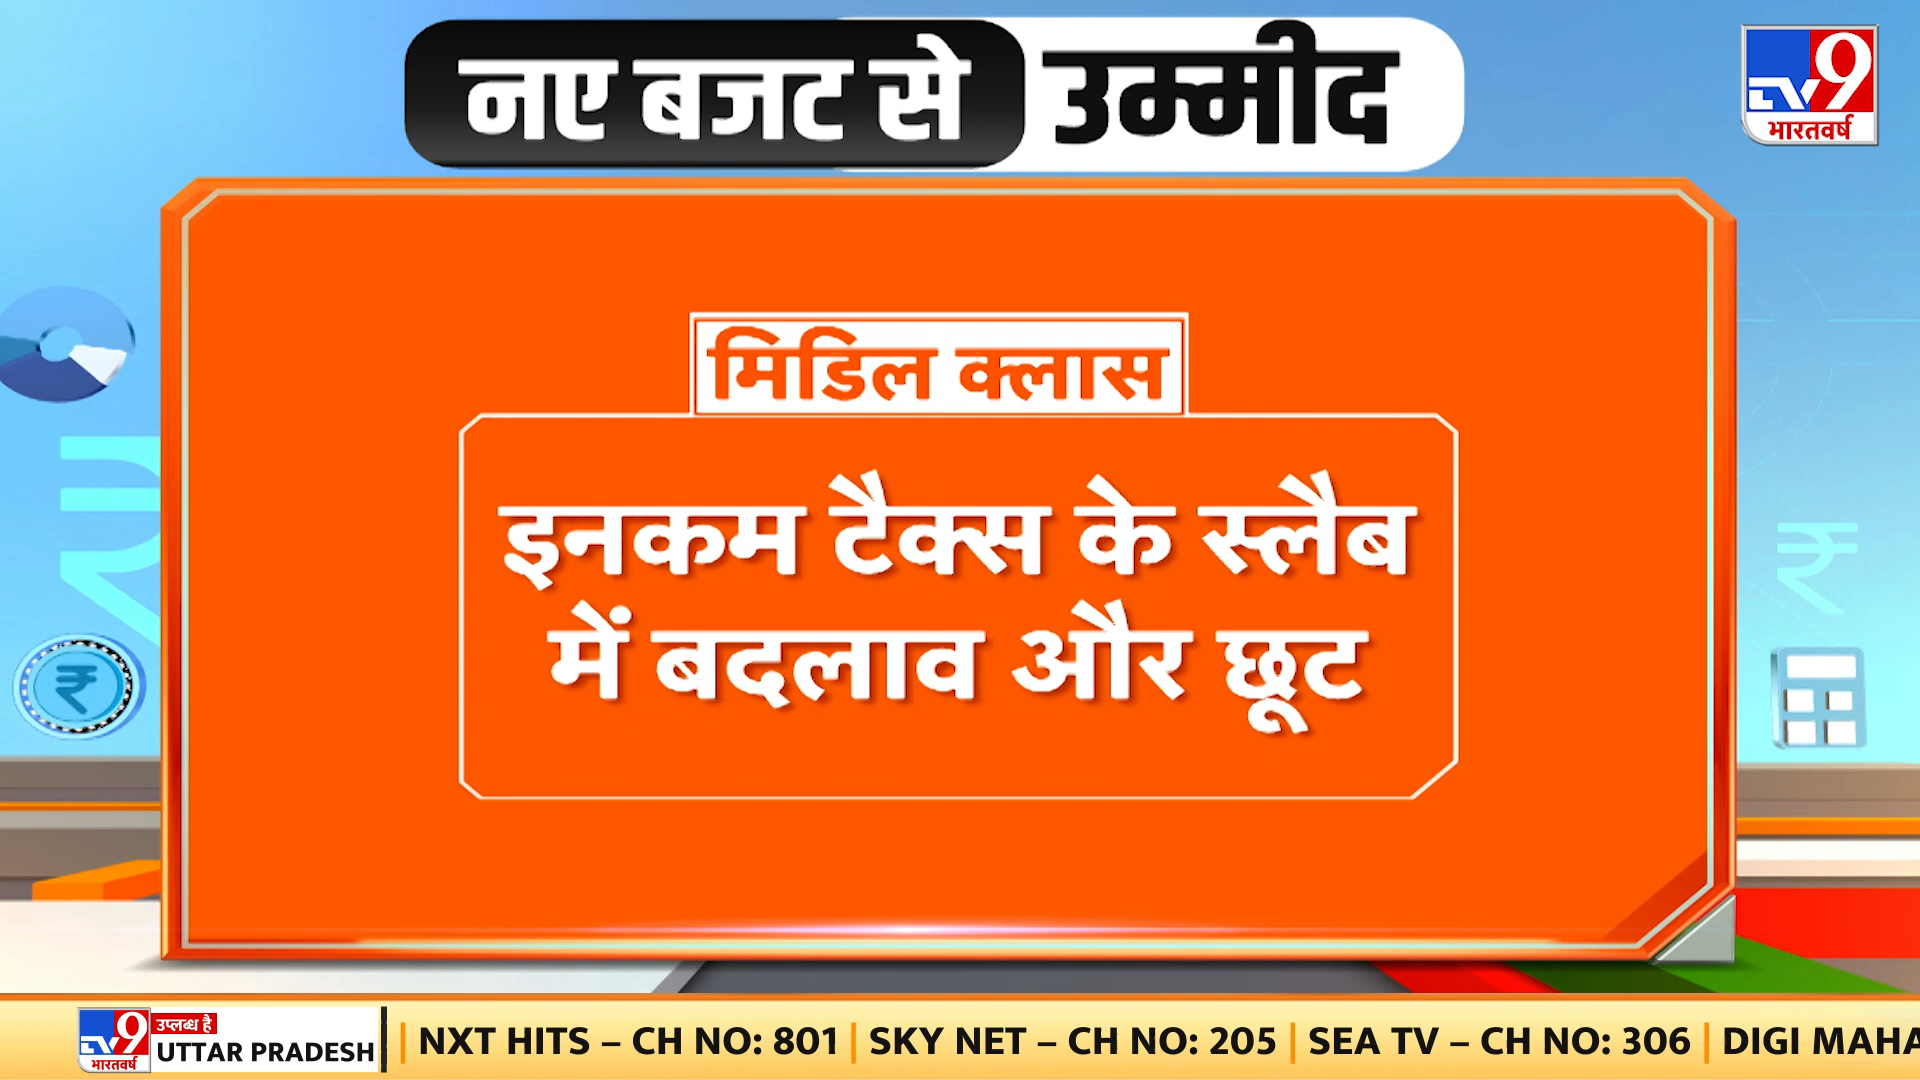 नए बजट से उम्मीद
TV9
भारतवर्ष
मिडिल क्लास
इनकम टैक्स के स्लैब
में बदलाव और छूट
TV9 भारतवर्ष
उपलब्ध है
UTTAR PRADESH
NXT HITS – CH NO: 801 | SKY NET – CH NO: 205 | SEA TV – CH NO: 306 | DIGI MAHA